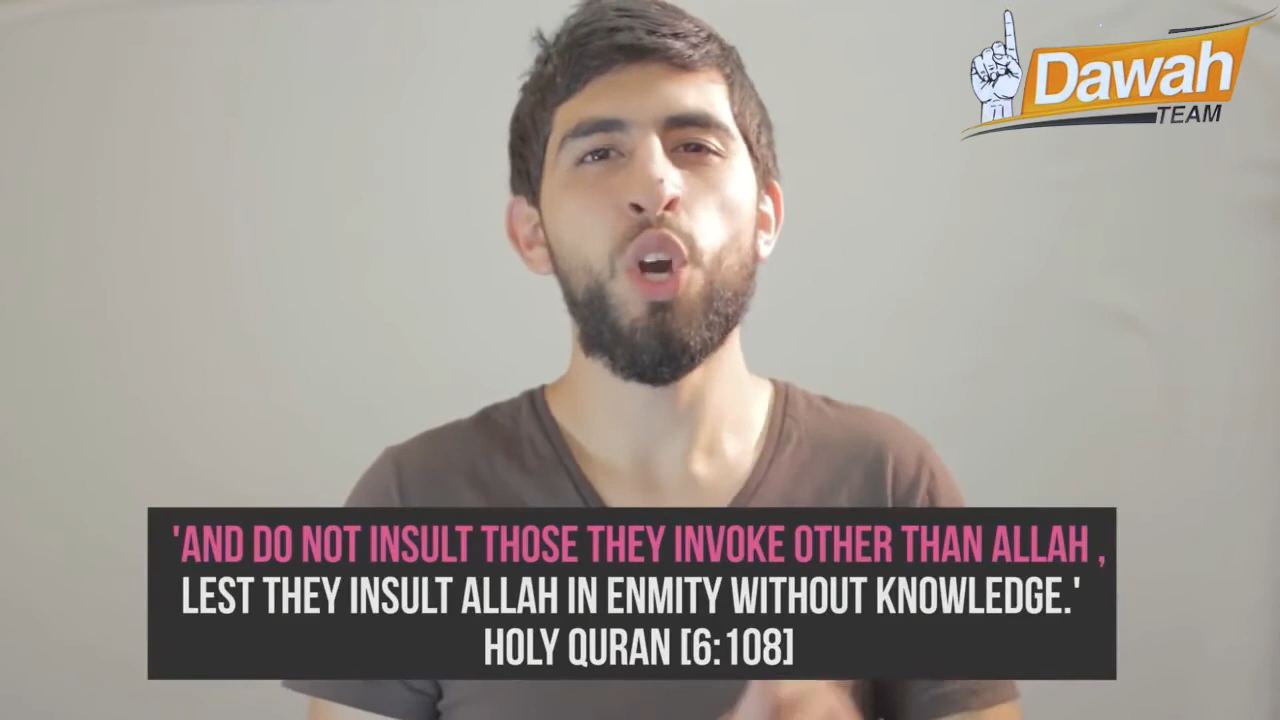 Dawah
TEAM
'AND DO NOT INSULT THOSE THEY INVOKE OTHER THAN ALLAH ,
LEST THEY INSULT ALLAH IN ENMITY WITHOUT KNOWLEDGE.'
HOLY QURAN [6:108]